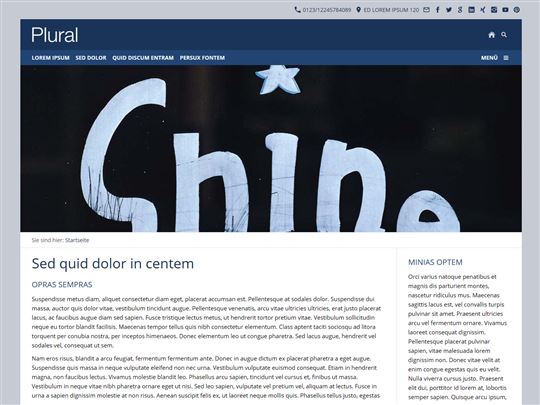 0123/12245784089 ED LOREM IPSUM 120
Plural
LOREM IPSUM SED DOLOR QUID DISCUM ENTRAM PERSUX FONTEM MENÜ
Shine
Sie sind hier: Startseite
Sed quid dolor in centem
OPRAS SEMPRAS
Suspendisse metus diam, aliquet consectetur diam eget, placerat accumsan est. Pellentesque at sodales dolor. Suspendisse dui
massa, auctor quis dolor vitae, vestibulum tincidunt augue. Pellentesque venenatis, arcu vitae ultricies ultricies, erat justo placerat
lacus, ac faucibus augue diam sed sapien. Fusce tristique lectus metus, ut hendrerit tortor pretium vitae. Vestibulum sollicitudin
neque eu tortor blandit facilisis. Maecenas tempor tellus quis nibh consectetur elementum. Class aptent taciti sociosqu ad litora
torquent per conubia nostra, per inceptos himenaeos. Donec elementum leo ut congue pharetra. Sed lacus augue, hendrerit vel
sodales vel, consequat ut sem.
Nam eros risus, blandit a arcu feugiat, fermentum fermentum ante. Donec in augue dictum ex placerat pharetra a eget augue.
Suspendisse quis massa in neque vulputate eleifend non nec urna. Vestibulum vulputate euismod consequat. Etiam in hendrerit
magna, non faucibus lectus. Vivamus molestie blandit leo. Phasellus arcu sapien, tincidunt vel cursus et, finibus ut massa.
Vestibulum in neque vitae nibh pharetra ornare eget ut nisi. Sed leo sapien, vulputate vel pretium vel, aliquam at lectus. Fusce in
urna a sapien dignissim molestie at non risus. Aenean suscipit felis ex, ut laoreet neque mollis quis. Phasellus tellus justo, egestas
MINIAS OPTEM
Orci varius natoque penatibus et
magnis dis parturient montes,
nascetur ridiculus mus. Maecenas
sagittis lacus est, vel convallis turpis
pulvinar sit amet. Praesent ultricies
arcu vel fermentum ornare. Vivamus
laoreet consequat dignissim.
Pellentesque placerat pulvinar
sapien, vitae malesuada lorem
dignissim non. Donec vitae velit at
enim congue egestas quis eu velit.
Nulla viverra cursus justo. Praesent
elit dui, porttitor id lorem et, dapibus
semper sapien. Quisque arcu ipsum,